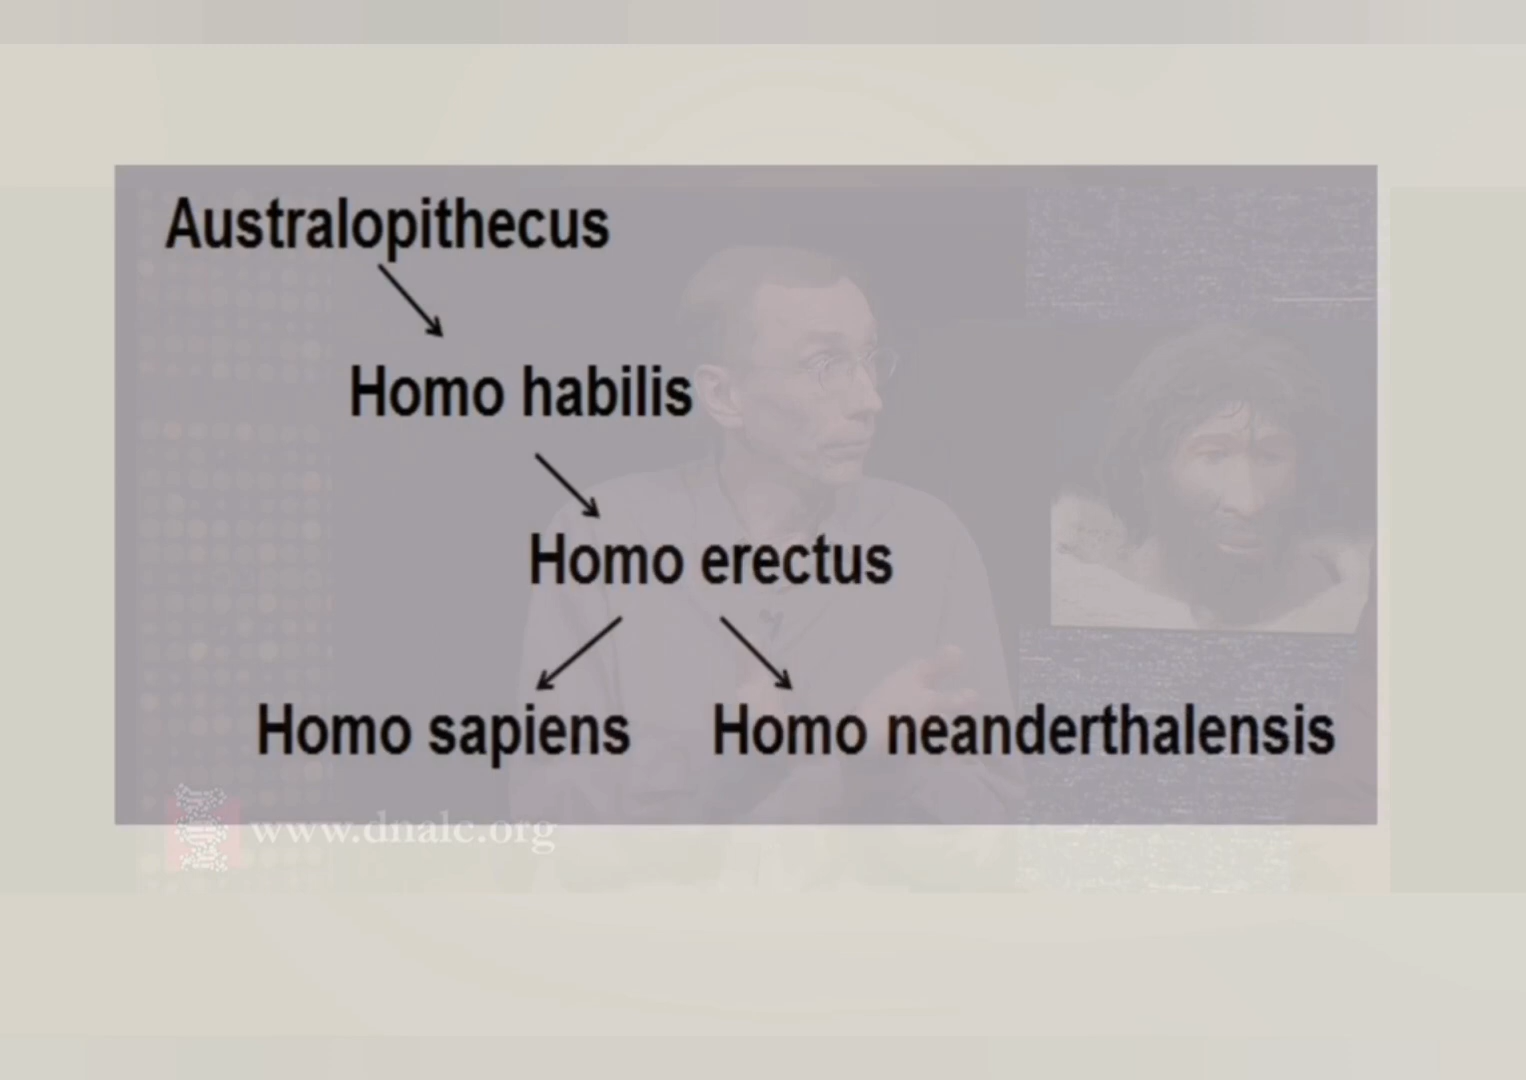 Australopithecus
Homo habilis
Homo erectus
Homo sapiens Homo neanderthalensis
www.dnalc.org